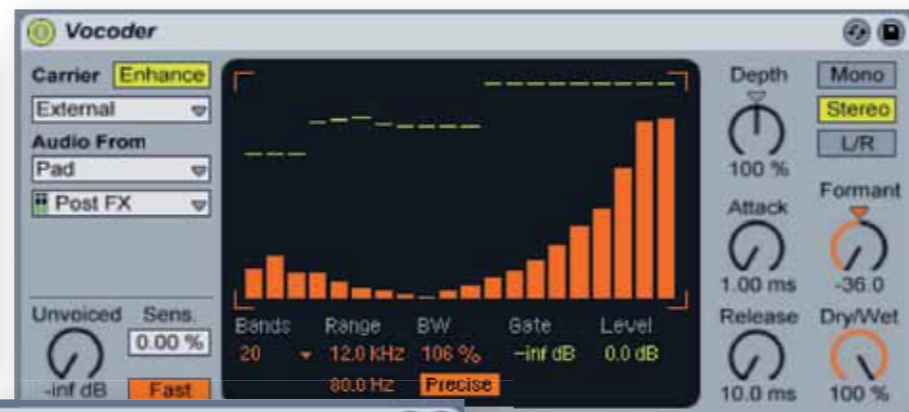 Vocoder
Carrier Enhance
External
Audio From
Pad
Post FX
Unvoiced Sens.
0.00 %
-inf dB Fast
Bands Range BW Gate Level
20 12.0 kHz 106 % -inf dB 0.0 dB
80.0 Hz Precise
Depth
100 %
Mono
Stereo
L/R
Attack
1.00 ms
Formant
-36.0
Release
10.0 ms
Dry/Wet
100 %